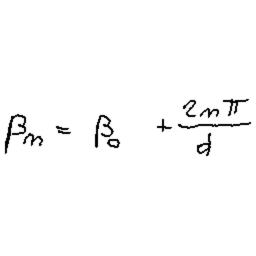 βₙ = β₀ + 2nπ/d